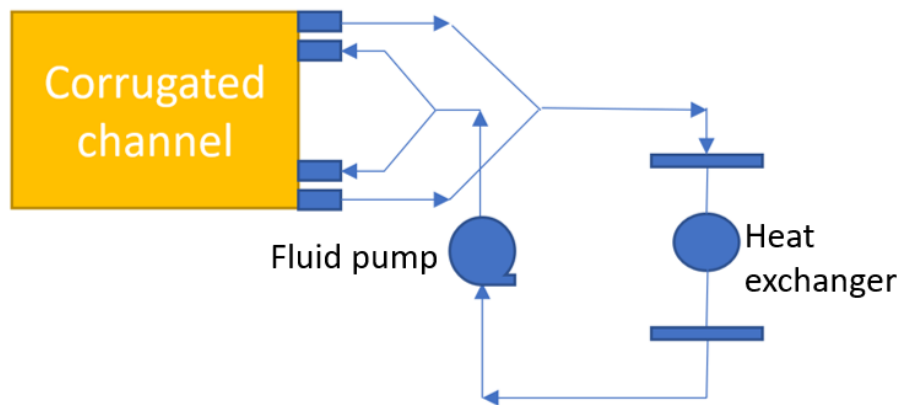 Corrugated
channel
Fluid pump
Heat
exchanger